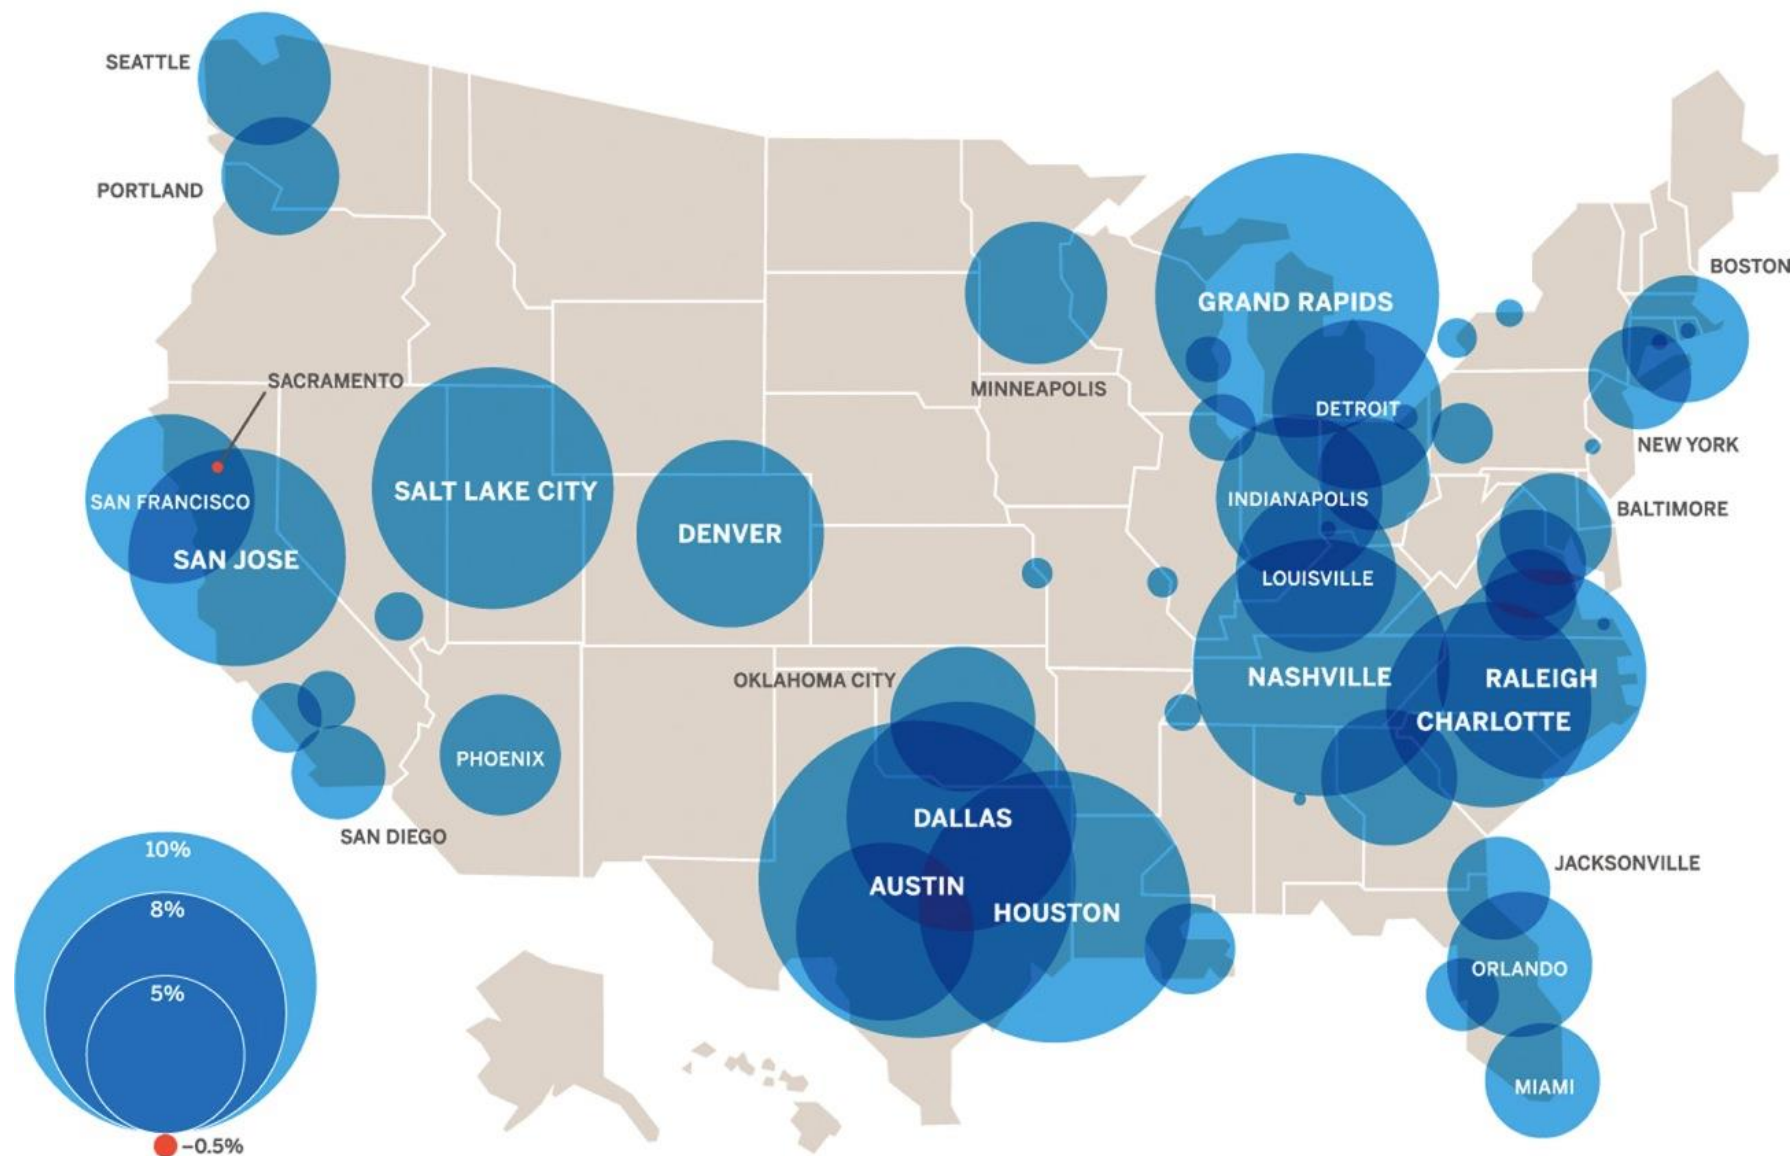 SEATTLE
PORTLAND
BOSTON
GRAND RAPIDS
SACRAMENTO
MINNEAPOLIS
DETROIT
NEW YORK
SAN FRANCISCO
SALT LAKE CITY
INDIANAPOLIS
BALTIMORE
DENVER
SAN JOSE
LOUISVILLE
OKLAHOMA CITY
NASHVILLE
RALEIGH
CHARLOTTE
PHOENIX
DALLAS
SAN DIEGO
JACKSONVILLE
AUSTIN
HOUSTON
ORLANDO
MIAMI
10%
8%
5%
–0.5%